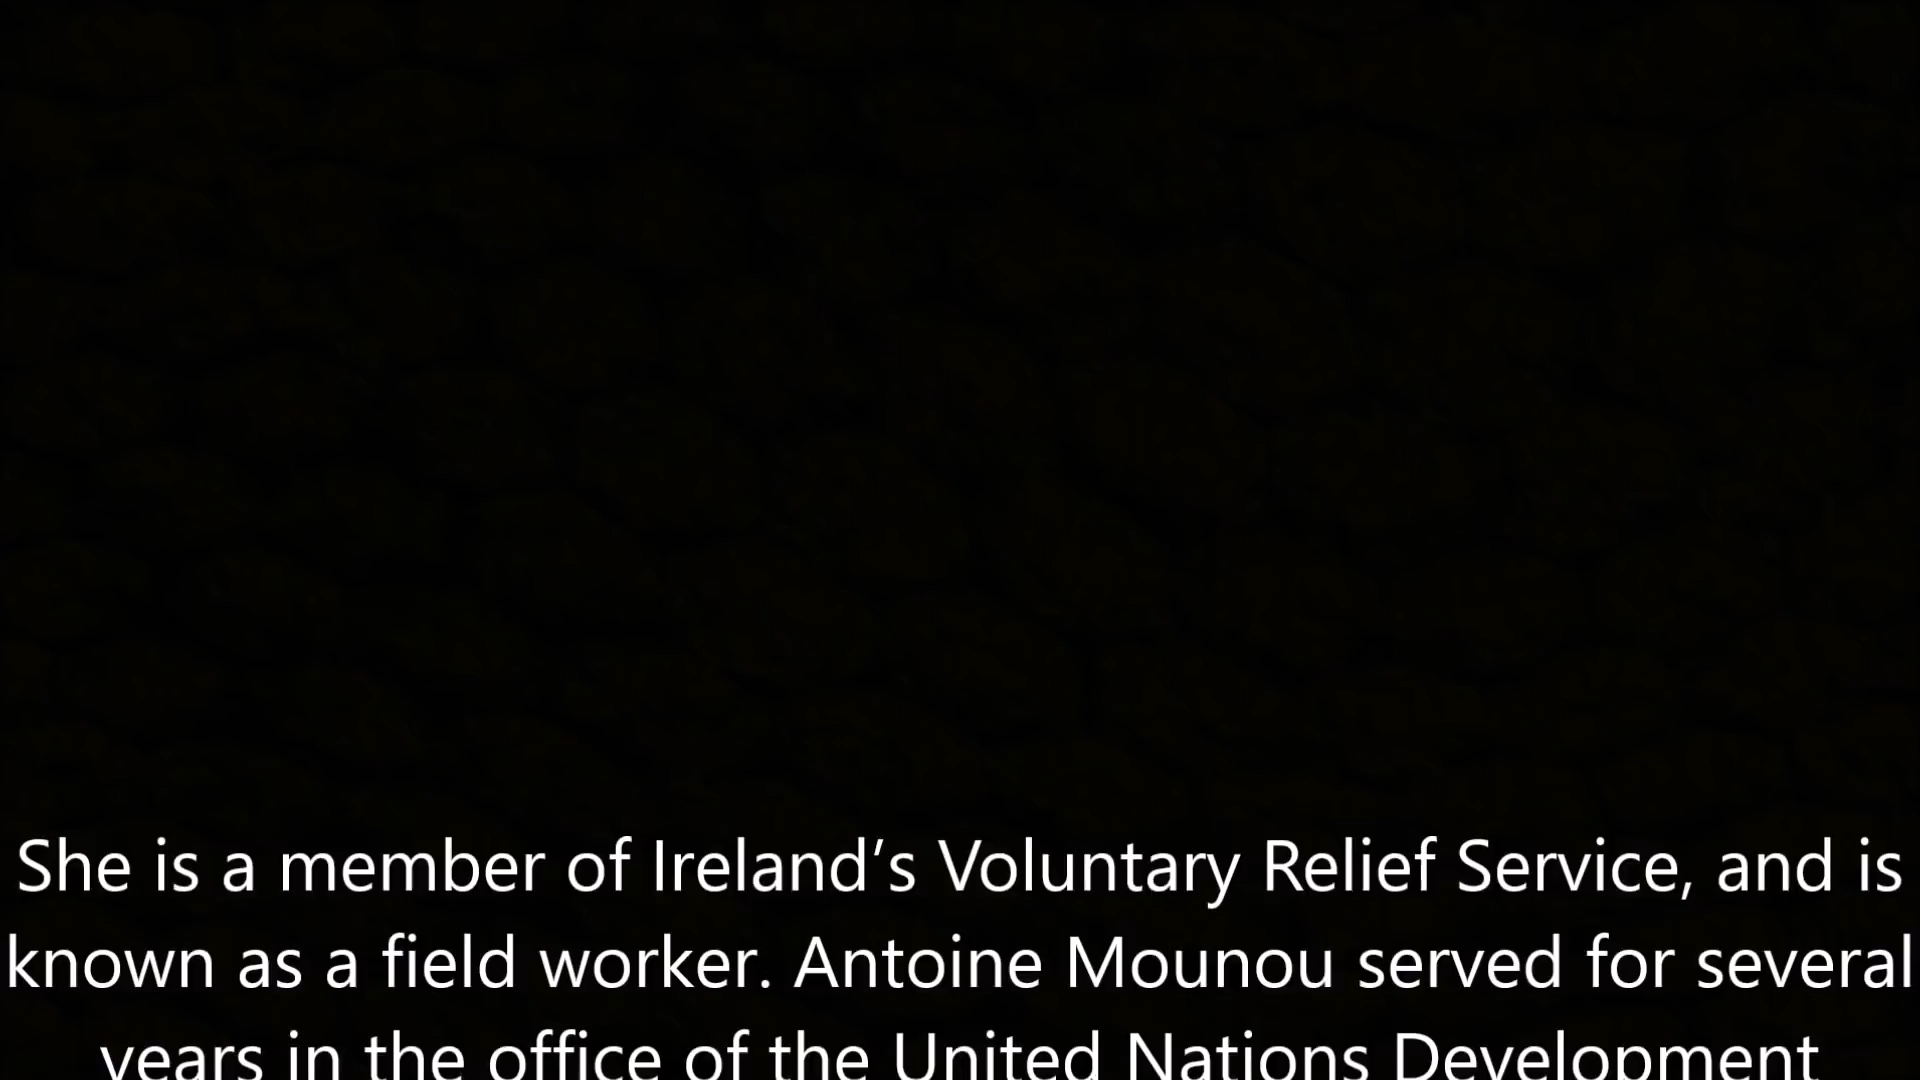 She is a member of Ireland’s Voluntary Relief Service, and is
known as a field worker. Antoine Mounou served for several
years in the office of the United Nations Development